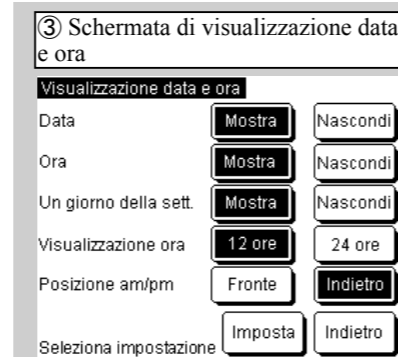 ③ Schermata di visualizzazione data
e ora
Visualizzazione data e ora
Data Mostra Nascondi
Ora Mostra Nascondi
Un giorno della sett. Mostra Nascondi
Visualizzazione ora 12 ore 24 ore
Posizione am/pm Fronte Indietro
Seleziona impostazione Imposta Indietro